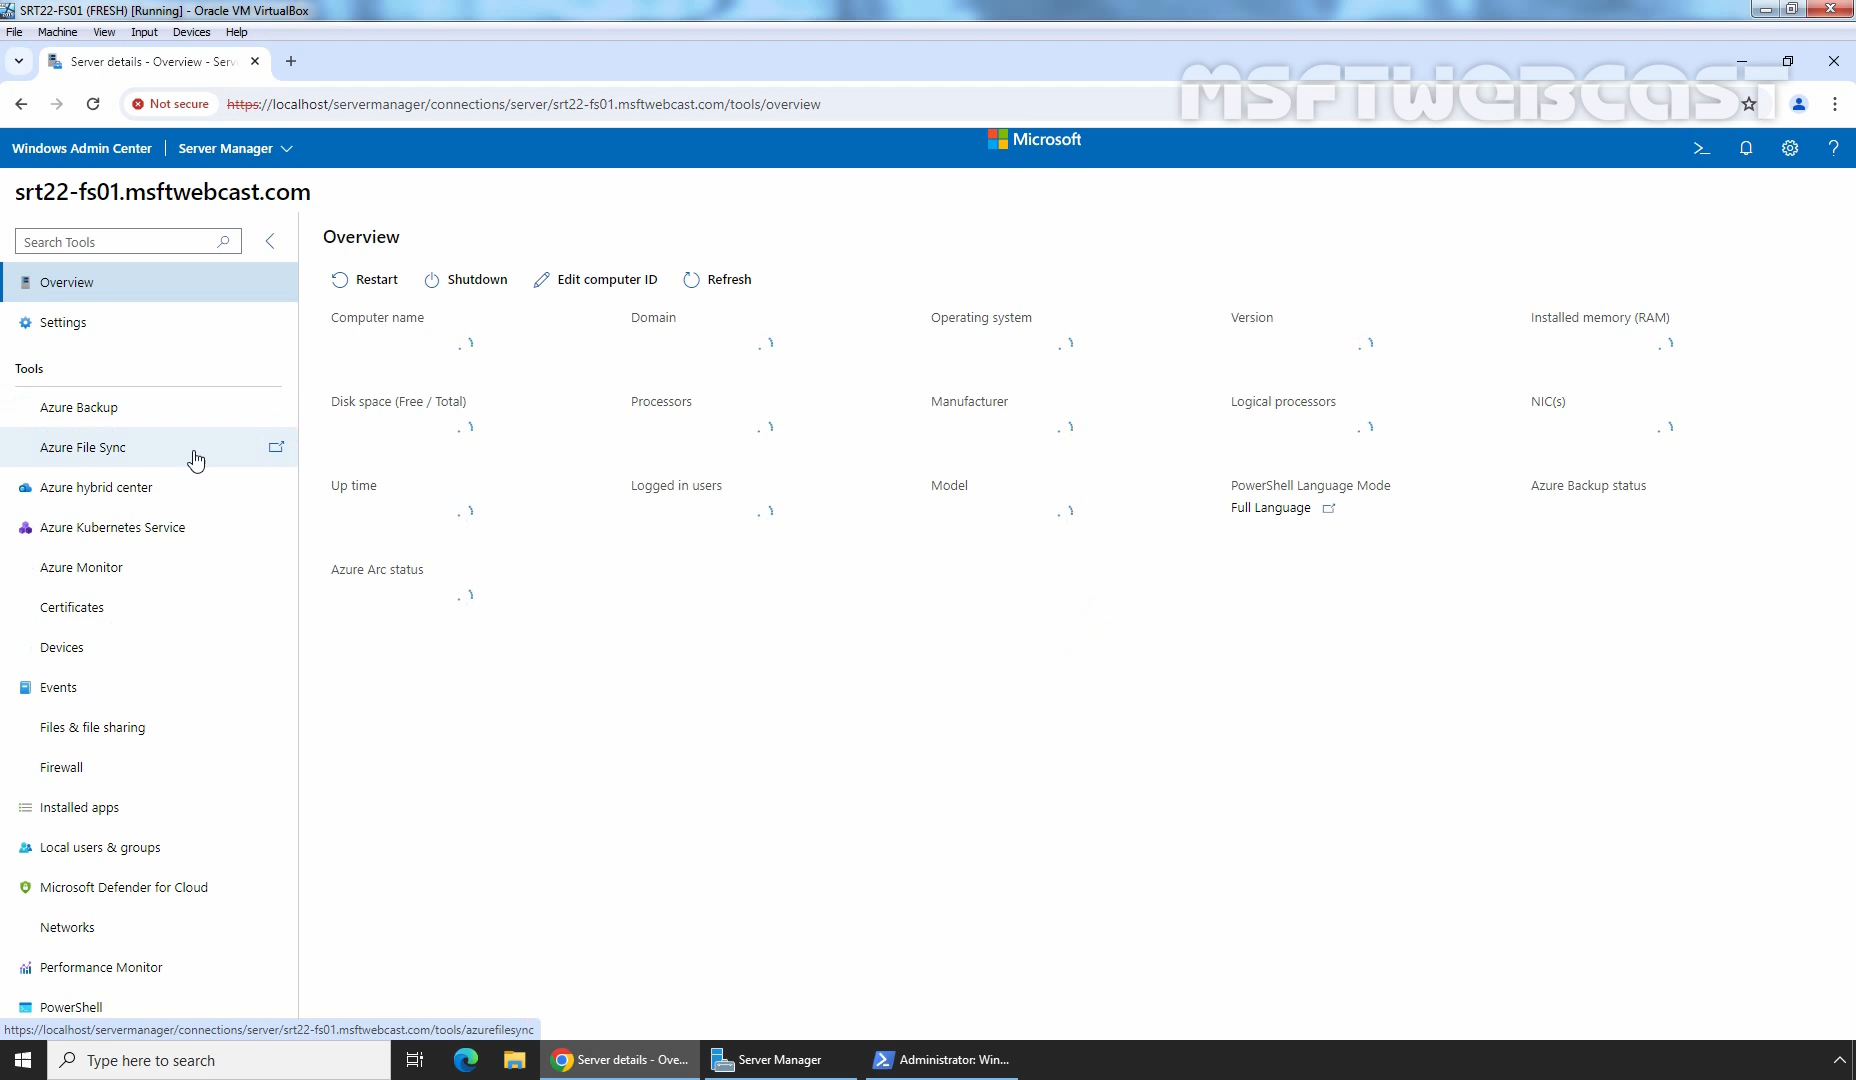 SRT22-FS01 (FRESH) [Running] - Oracle VM VirtualBox
File Machine View Input Devices Help
Server details - Overview - Serv
MSFTWEBCAST
Not secure https://localhost/servermanager/connections/server/srt22-fs01.msftwebcast.com/tools/overview
Windows Admin Center Server Manager Microsoft
srt22-fs01.msftwebcast.com
Search Tools
Overview
Settings
Tools
Azure Backup
Azure File Sync
Azure hybrid center
Azure Kubernetes Service
Azure Monitor
Certificates
Devices
Events
Files & file sharing
Firewall
Installed apps
Local users & groups
Microsoft Defender for Cloud
Networks
Performance Monitor
PowerShell
Overview
Restart Shutdown Edit computer ID Refresh
Computer name Domain Operating system Version Installed memory (RAM)
Disk space (Free / Total) Processors Manufacturer Logical processors NIC(s)
Up time Logged in users Model PowerShell Language Mode Azure Backup status
Full Language
Azure Arc status
https://localhost/servermanager/connections/server/srt22-fs01.msftwebcast.com/tools/azurefilesync
Type here to search Server details - Ove... Server Manager Administrator: Win...